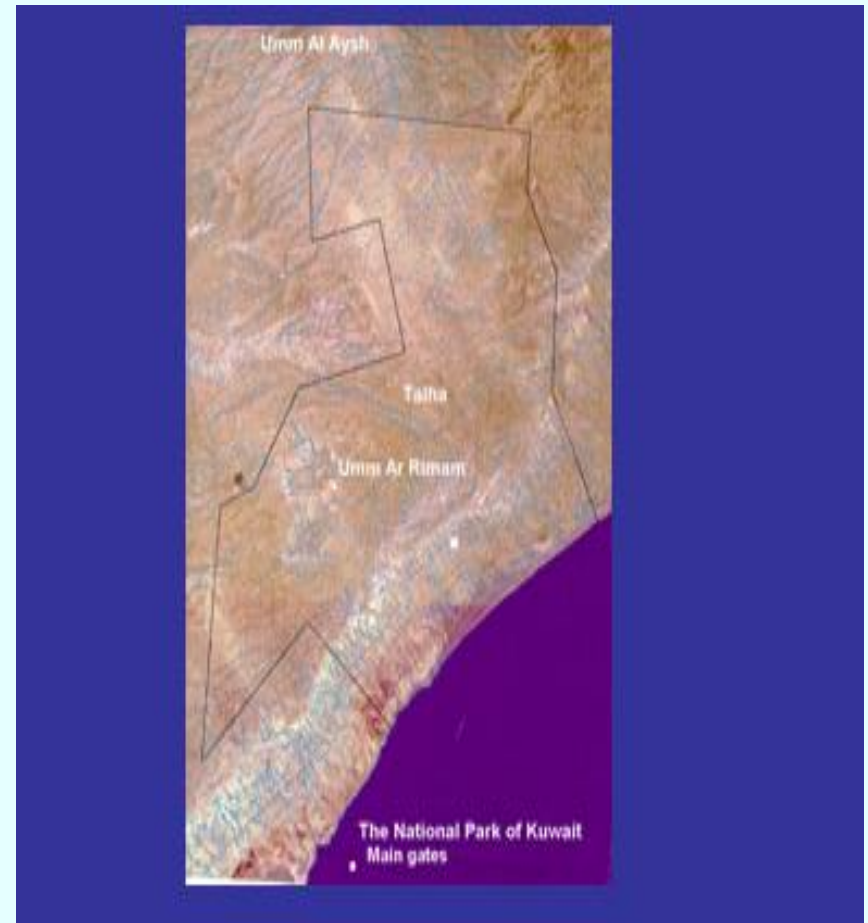 Umm Al Aysh
Talha
Umm Ar Rimam
The National Park of Kuwait
Main gates